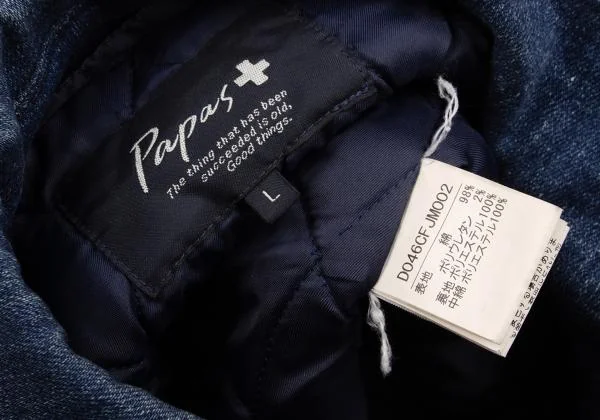 Papas
The thing that has been
succeeded is old,
Good things.
L
D046CFJM002
表地 綿 98%
ポリウレタン 2%
裏地 ポリエステル100%
中綿 ポリエステル100%